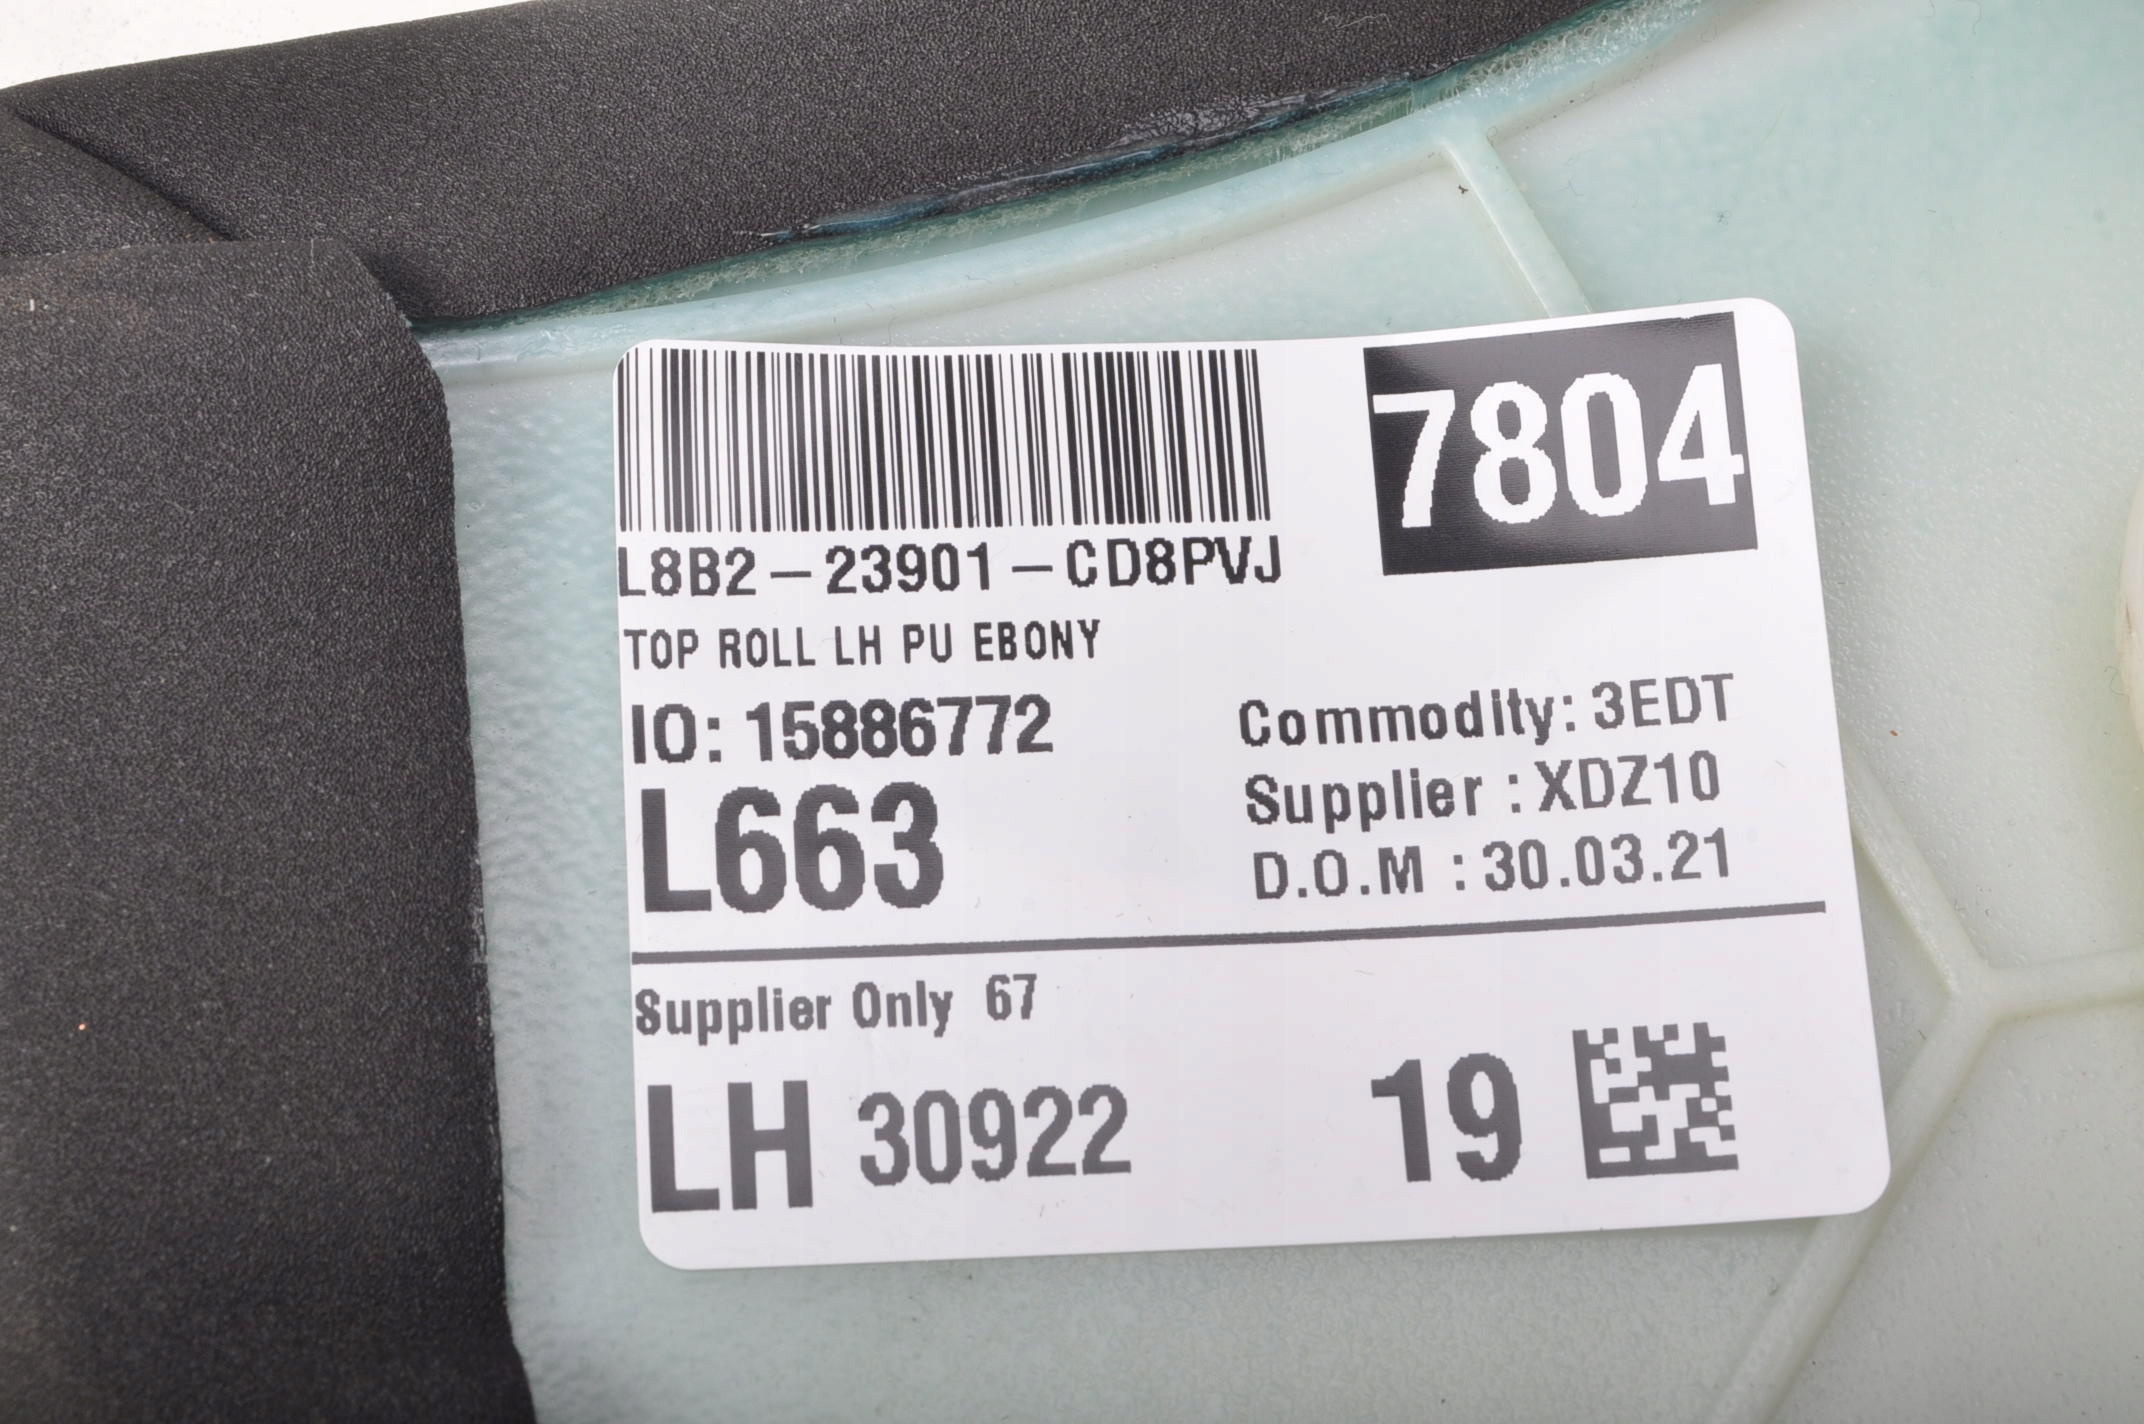 7804
L8B2-23901-CD8PVJ
TOP ROLL LH PU EBONY
IO: 15886772
Commodity: 3EDT
L663
Supplier : XDZ10
D.O.M : 30.03.21
Supplier Only 67
LH 30922
19